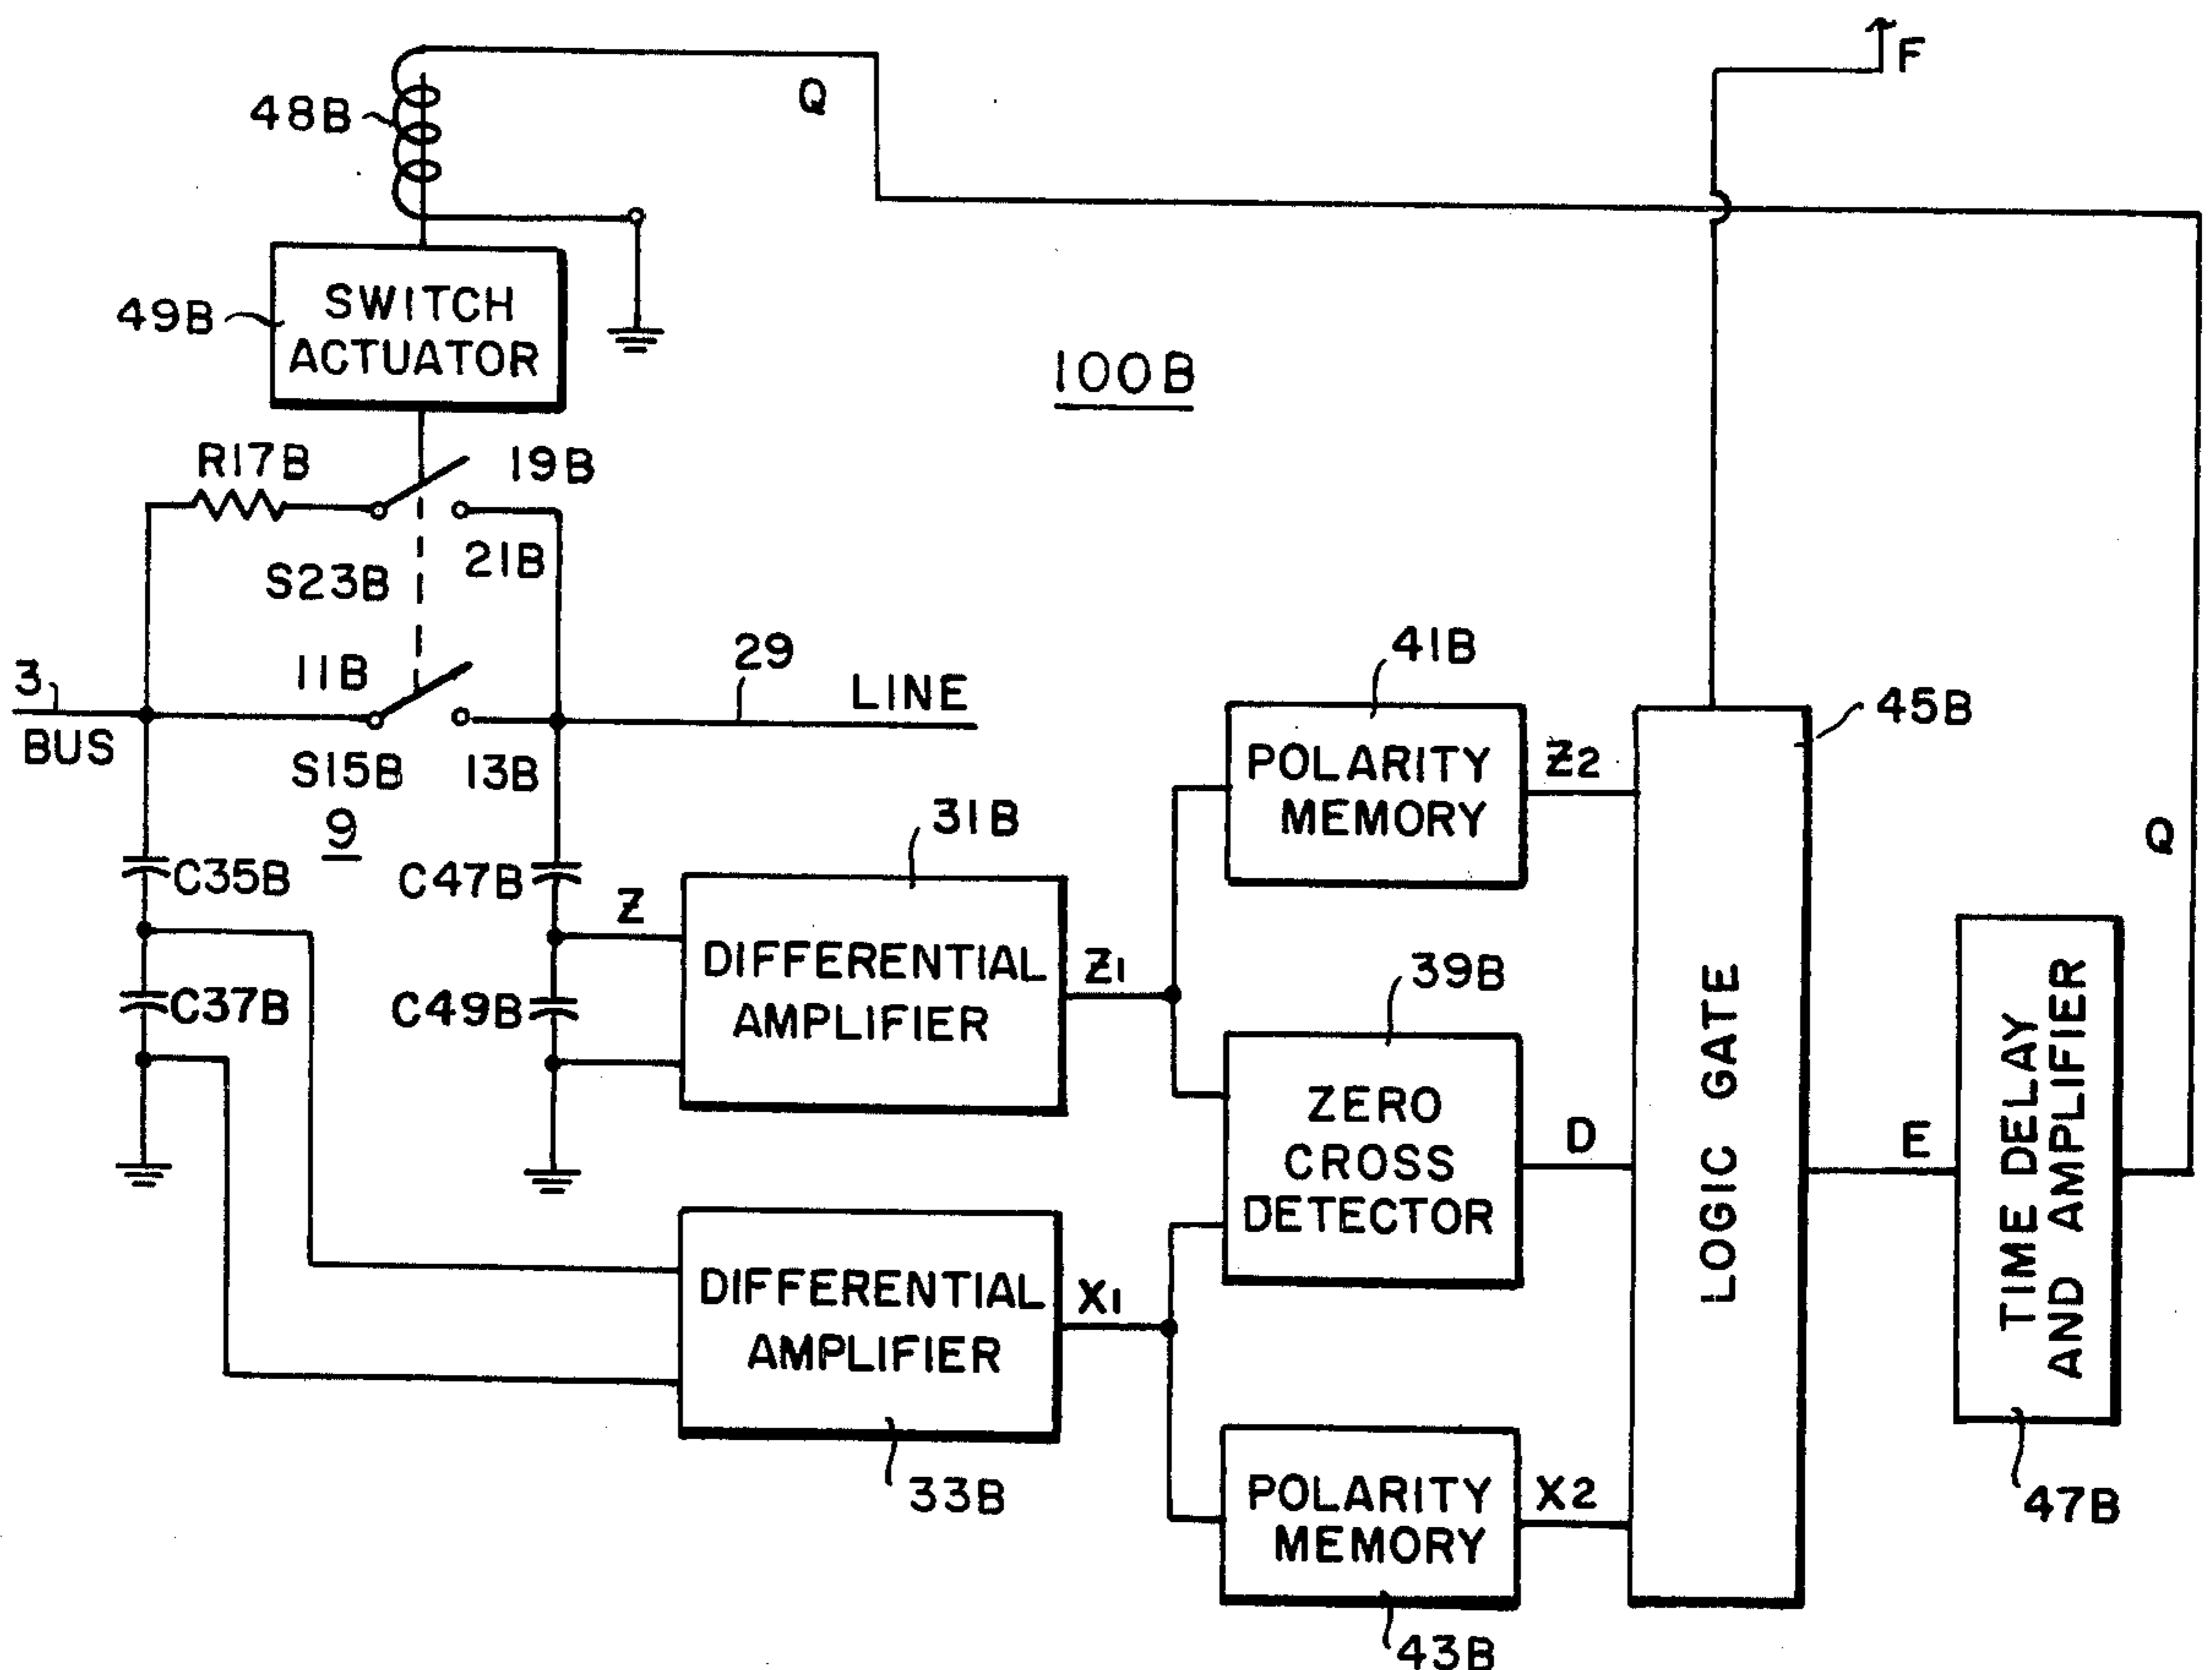 F
Q
48B
SWITCH
ACTUATOR
49B
100B
R17B
19B
S23B
21B
3
BUS
11B
S15B
13B
9
29
LINE
41B
POLARITY
MEMORY
Z2
45B
31B
C35B
C47B
Z
DIFFERENTIAL
AMPLIFIER
Z1
39B
ZERO
CROSS
DETECTOR
D
LOGIC GATE
E
TIME DELAY
AND AMPLIFIER
Q
C37B
C49B
DIFFERENTIAL
AMPLIFIER
X1
33B
POLARITY
MEMORY
X2
43B
47B